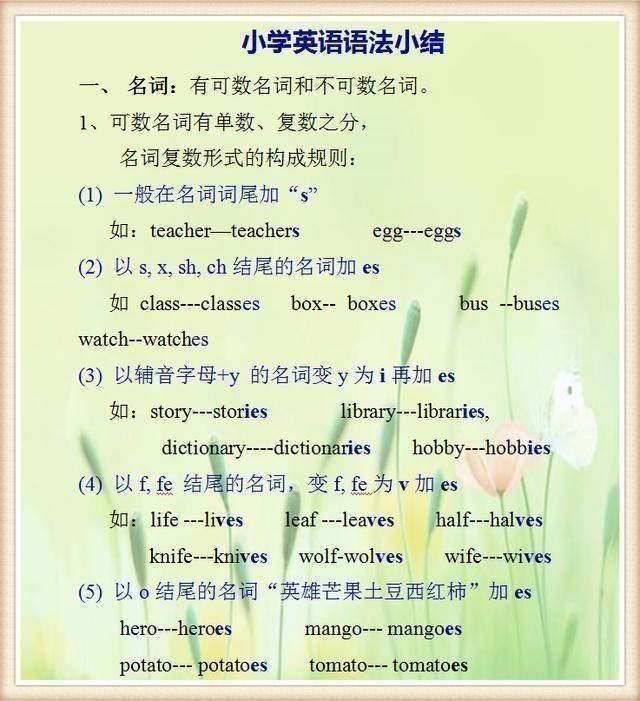 小学英语语法小结
一、 名词：有可数名词和不可数名词。
1、可数名词有单数、复数之分，
名词复数形式的构成规则：
(1) 一般在名词词尾加“s”
如：teacher—teachers egg---eggs
(2) 以 s, x, sh, ch 结尾的名词加 es
如 class---classes box-- boxes bus --buses
watch--watches
(3) 以辅音字母+y 的名词变 y 为 i 再加 es
如：story---stories library---libraries,
dictionary----dictionaries hobby---hobbies
(4) 以 f, fe 结尾的名词，变 f, fe 为 v 加 es
如：life ---lives leaf ---leaves half---halves
knife---knives wolf-wolves wife---wives
(5) 以 o 结尾的名词“英雄芒果土豆西红柿”加 es
hero---heroes mango--- mangoes
potato--- potatoes tomato--- tomatoes